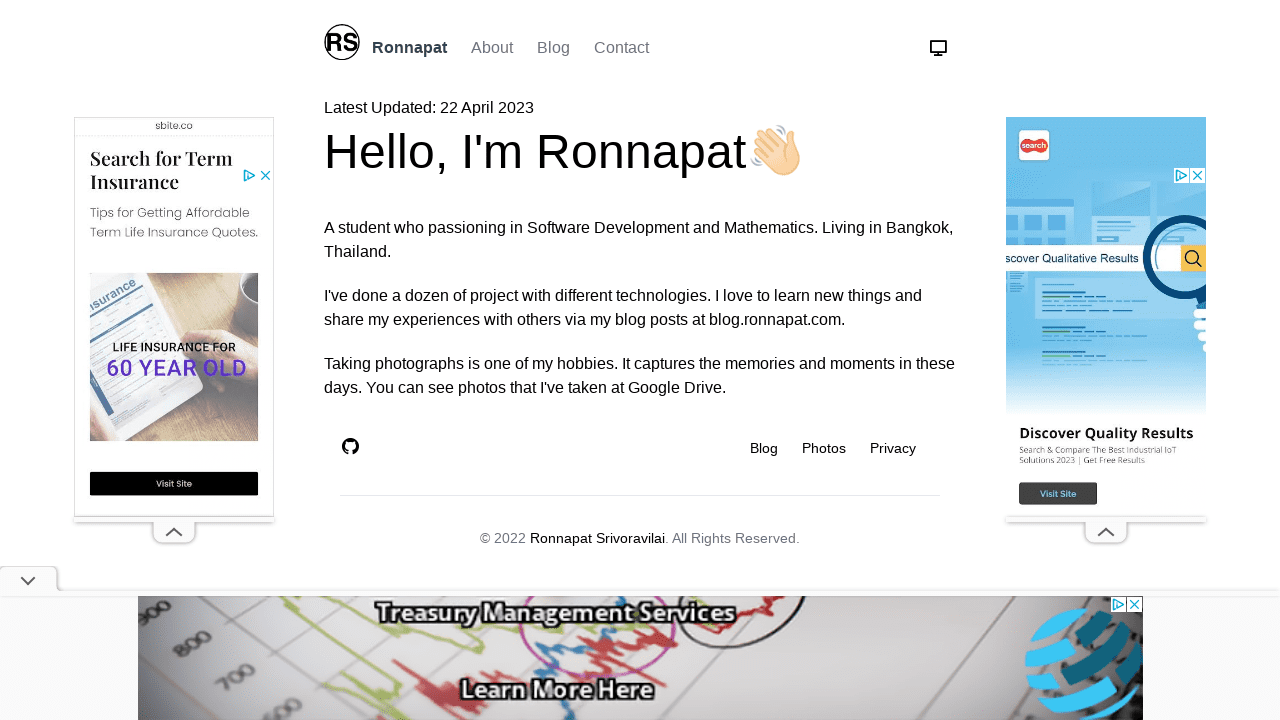 RS
Ronnapat
About
Blog
Contact
Latest Updated: 22 April 2023
Hello, I'm Ronnapat
A student who passioning in Software Development and Mathematics. Living in Bangkok,
Thailand.
I've done a dozen of project with different technologies. I love to learn new things and
share my experiences with others via my blog posts at blog.ronnapat.com.
Taking photographs is one of my hobbies. It captures the memories and moments in these
days. You can see photos that I've taken at Google Drive.
Blog
Photos
Privacy
© 2022 Ronnapat Srivoravilai. All Rights Reserved.
sbite.co
Search for Term
Insurance
Tips for Getting Affordable
Term Life Insurance Quotes.
insurance
LIFE INSURANCE FOR
60 YEAR OLD
Visit Site
search
scover Qualitative Results
Discover Quality Results
Search & Compare The Best Industrial IoT
Solutions 2023 | Get Free Results
Visit Site
Treasury Management Services
Learn More Here
900
800
700
600